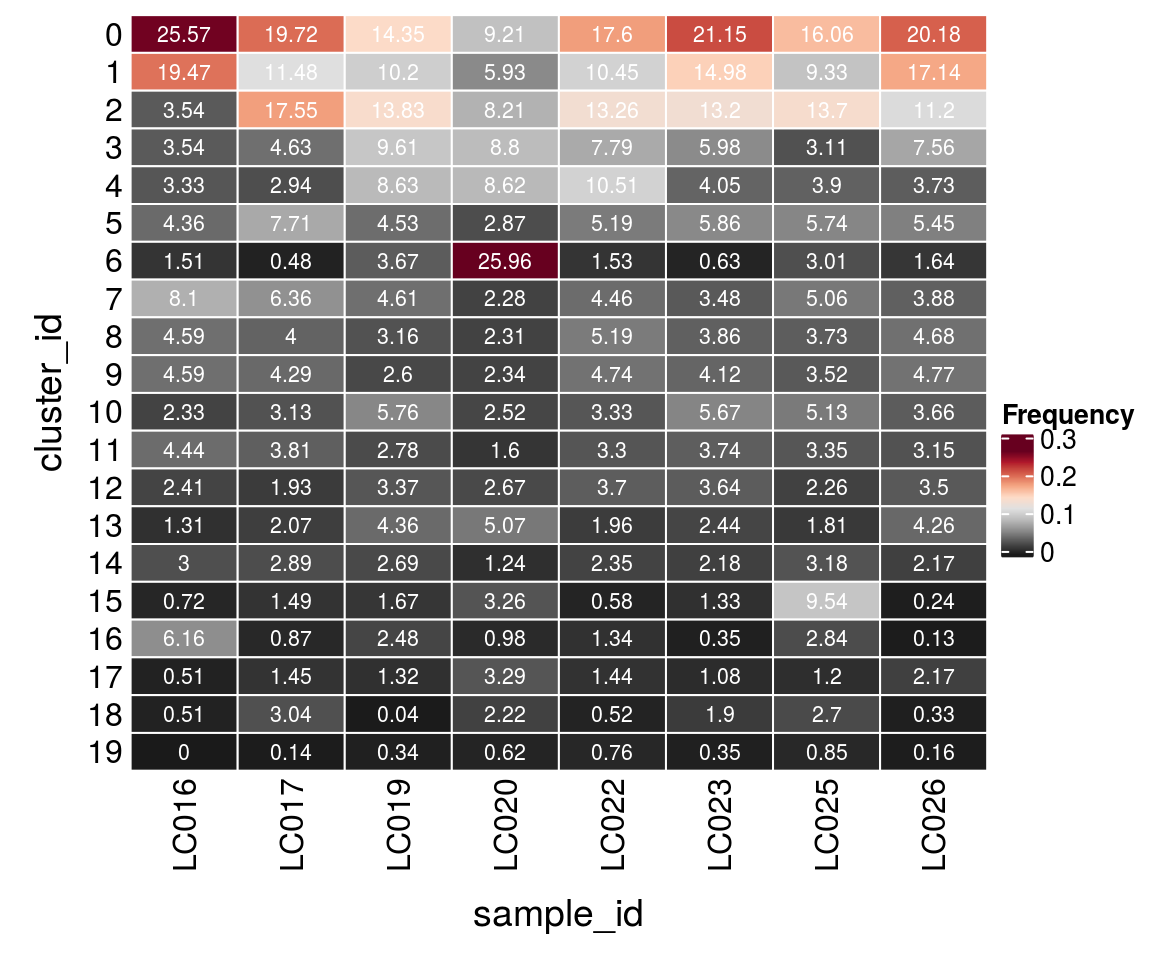 0 25.57 19.72 14.35 9.21 17.6 21.15 16.06 20.18
1 19.47 11.48 10.2 5.93 10.45 14.98 9.33 17.14
2 3.54 17.55 13.83 8.21 13.26 13.2 13.7 11.2
3 3.54 4.63 9.61 8.8 7.79 5.98 3.11 7.56
4 3.33 2.94 8.63 8.62 10.51 4.05 3.9 3.73
5 4.36 7.71 4.53 2.87 5.19 5.86 5.74 5.45
6 1.51 0.48 3.67 25.96 1.53 0.63 3.01 1.64
7 8.1 6.36 4.61 2.28 4.46 3.48 5.06 3.88
8 4.59 4 3.16 2.31 5.19 3.86 3.73 4.68
9 4.59 4.29 2.6 2.34 4.74 4.12 3.52 4.77
10 2.33 3.13 5.76 2.52 3.33 5.67 5.13 3.66
11 4.44 3.81 2.78 1.6 3.3 3.74 3.35 3.15
12 2.41 1.93 3.37 2.67 3.7 3.64 2.26 3.5
13 1.31 2.07 4.36 5.07 1.96 2.44 1.81 4.26
14 3 2.89 2.69 1.24 2.35 2.18 3.18 2.17
15 0.72 1.49 1.67 3.26 0.58 1.33 9.54 0.24
16 6.16 0.87 2.48 0.98 1.34 0.35 2.84 0.13
17 0.51 1.45 1.32 3.29 1.44 1.08 1.2 2.17
18 0.51 3.04 0.04 2.22 0.52 1.9 2.7 0.33
19 0 0.14 0.34 0.62 0.76 0.35 0.85 0.16
LC016 LC017 LC019 LC020 LC022 LC023 LC025 LC026
sample_id
cluster_id
Frequency
0.3
0.2
0.1
0